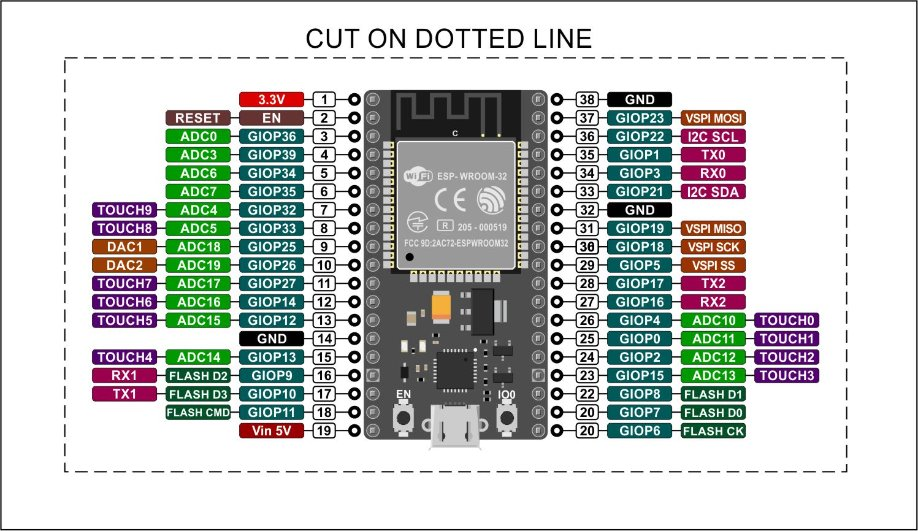 CUT ON DOTTED LINE
3.3V 1 38 GND
RESET EN 2 37 GIOP23 VSPI MOSI
ADC0 GIOP36 3 36 GIOP22 I2C SCL
ADC3 GIOP39 4 35 GIOP1 TX0
ADC6 GIOP34 5 34 GIOP3 RX0
ADC7 GIOP35 6 33 GIOP21 I2C SDA
TOUCH9 ADC4 GIOP32 7 32 GND
TOUCH8 ADC5 GIOP33 8 31 GIOP19 VSPI MISO
DAC1 ADC18 GIOP25 9 36 GIOP18 VSPI SCK
DAC2 ADC19 GIOP26 10 29 GIOP5 VSPI SS
TOUCH7 ADC17 GIOP27 11 28 GIOP17 TX2
TOUCH6 ADC16 GIOP14 12 27 GIOP16 RX2
TOUCH5 ADC15 GIOP12 13 26 GIOP4 ADC10 TOUCH0
GND 14 25 GIOP0 ADC11 TOUCH1
TOUCH4 ADC14 GIOP13 15 24 GIOP2 ADC12 TOUCH2
RX1 FLASH D2 GIOP9 16 23 GIOP15 ADC13 TOUCH3
TX1 FLASH D3 GIOP10 17 22 GIOP8 FLASH D1
FLASH CMD GIOP11 18 20 GIOP7 FLASH D0
Vin 5V 19 20 GIOP6 FLASH CK
C
WiFi ESP-WROOM-32
CE
R 205-000519
FCC 9D:2AC72-ESPWROOM32
EN IO0